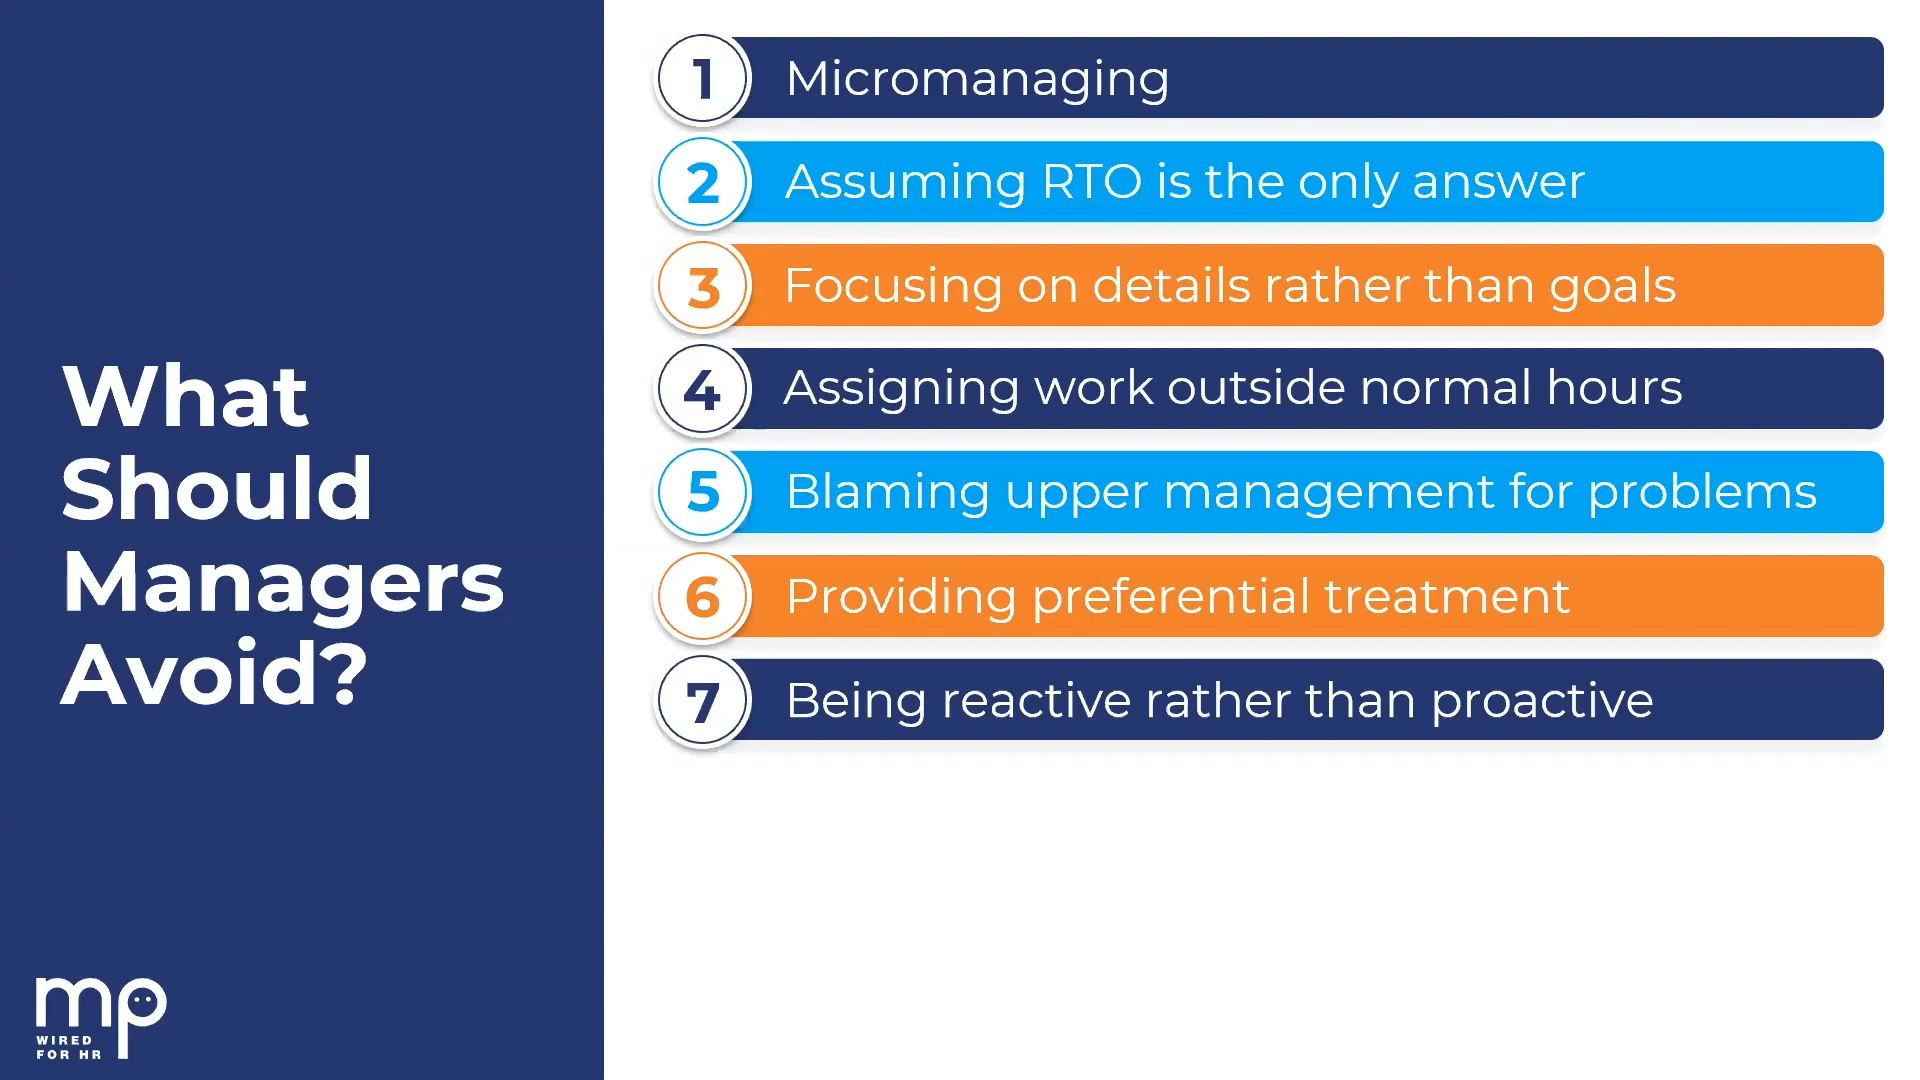 What
Should
Managers
Avoid?
1 Micromanaging
2 Assuming RTO is the only answer
3 Focusing on details rather than goals
4 Assigning work outside normal hours
5 Blaming upper management for problems
6 Providing preferential treatment
7 Being reactive rather than proactive
mp
WIRED
FOR HR